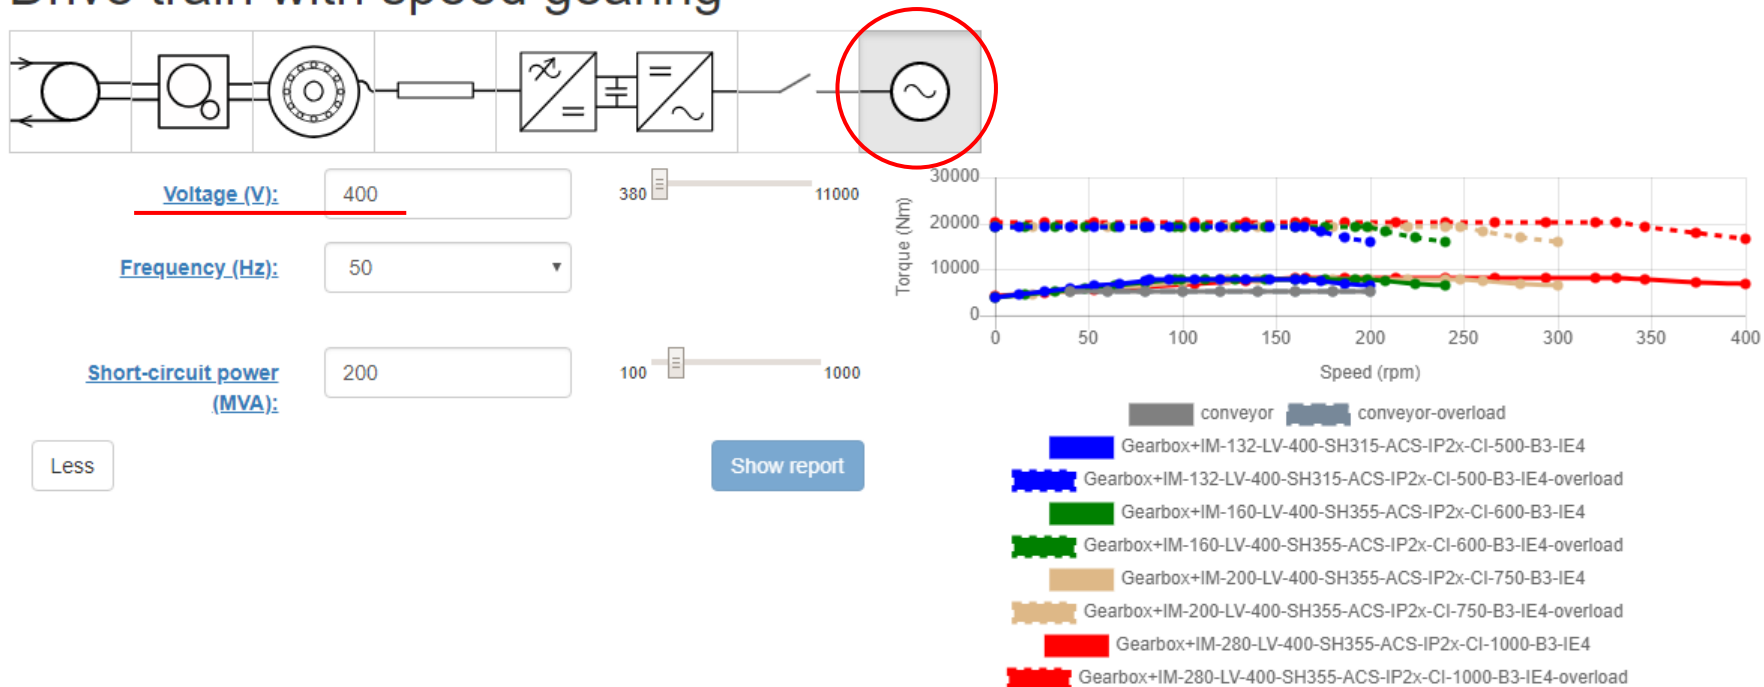 Drive train with speed gearing
Voltage (V):
400
380
11000
Frequency (Hz):
50
Short-circuit power
(MVA):
200
100
1000
Less
Show report
30000
20000
10000
0
Torque (Nm)
0 50 100 150 200 250 300 350 400
Speed (rpm)
conveyor conveyor-overload
Gearbox+IM-132-LV-400-SH315-ACS-IP2x-CI-500-B3-IE4
Gearbox+IM-132-LV-400-SH315-ACS-IP2x-CI-500-B3-IE4-overload
Gearbox+IM-160-LV-400-SH355-ACS-IP2x-CI-600-B3-IE4
Gearbox+IM-160-LV-400-SH355-ACS-IP2x-CI-600-B3-IE4-overload
Gearbox+IM-200-LV-400-SH355-ACS-IP2x-CI-750-B3-IE4
Gearbox+IM-200-LV-400-SH355-ACS-IP2x-CI-750-B3-IE4-overload
Gearbox+IM-280-LV-400-SH355-ACS-IP2x-CI-1000-B3-IE4
Gearbox+IM-280-LV-400-SH355-ACS-IP2x-CI-1000-B3-IE4-overload